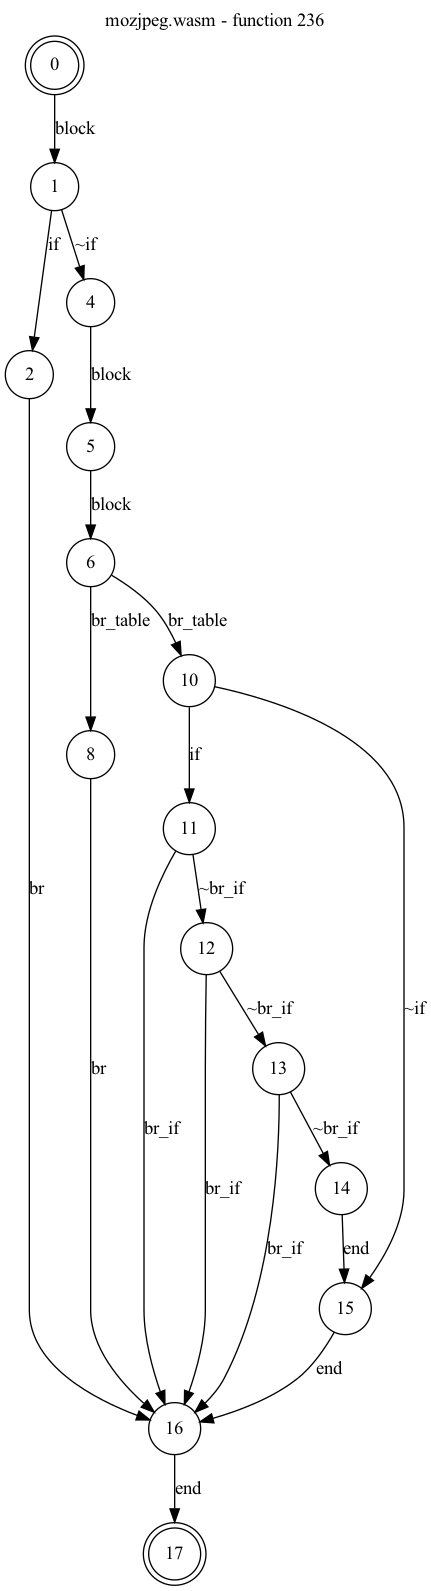 mozjpeg.wasm - function 236
0
block
1
if
~if
4
2
block
5
block
6
br_table
br_table
10
8
if
11
br
~br_if
12
~br_if
~if
13
br
br_if
~br_if
14
br_if
br_if
end
15
end
16
end
17